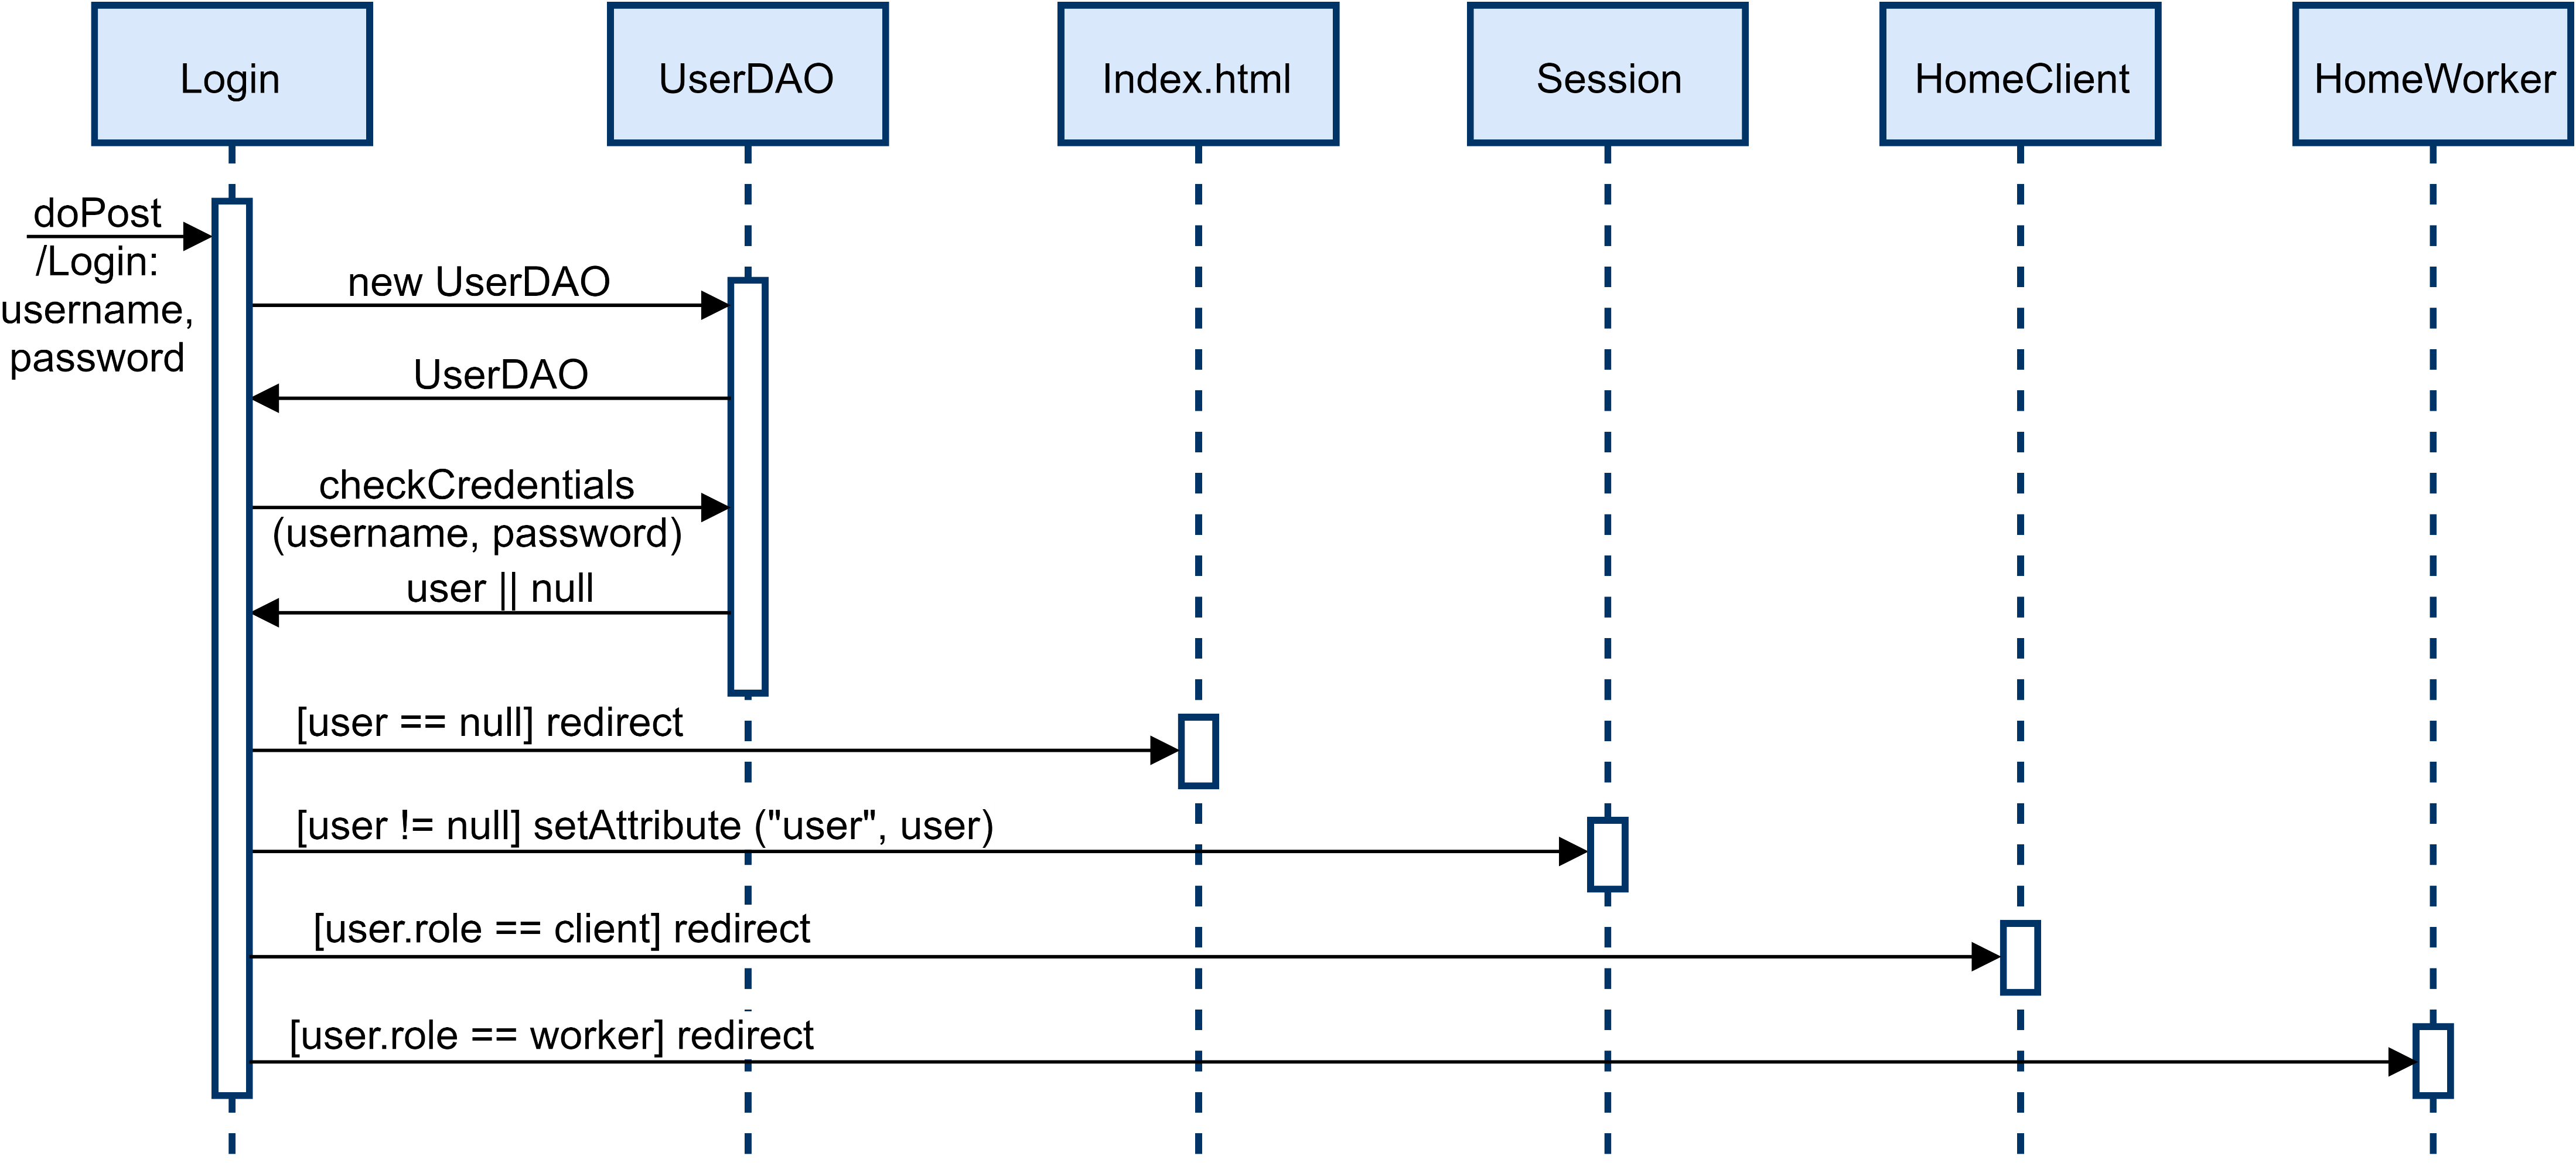 Login
UserDAO
Index.html
Session
HomeClient
HomeWorker
doPost
/Login:
username,
password
new UserDAO
UserDAO
checkCredentials
(username, password)
user || null
[user == null] redirect
[user != null] setAttribute ("user", user)
[user.role == client] redirect
[user.role == worker] redirect